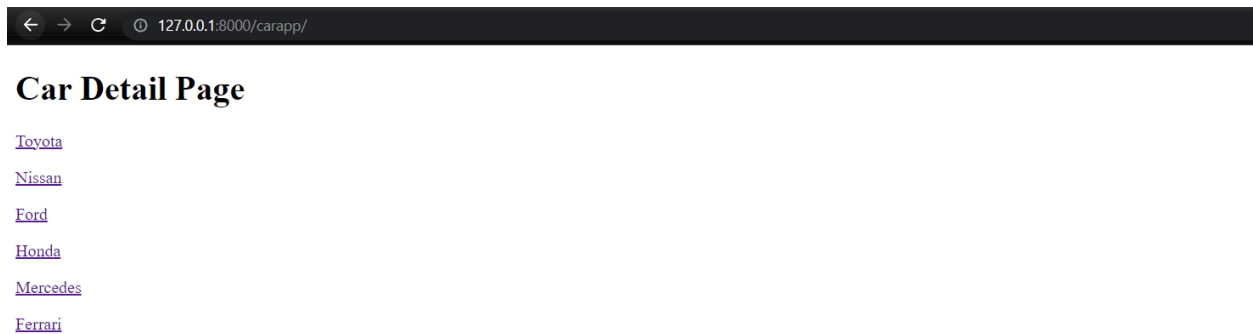 127.0.0.1:8000/carapp/
Car Detail Page
Toyota
Nissan
Ford
Honda
Mercedes
Ferrari